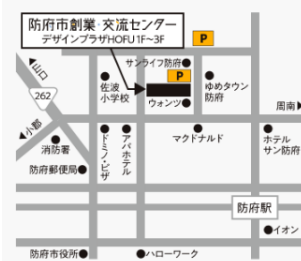 防府市創業·交流センター
デザインプラザHOFU1F~3F
P
サンライフ防府
P
◀山口
佐波
小学校
ゆめタウン
防府
262
ウォンツ
周南▶
◀小郡
消防署
ドミノ・ピザ
アパホテル
マクドナルド
ホテル
サン防府
防府郵便局
防府駅
イオン
防府市役所
ハローワーク